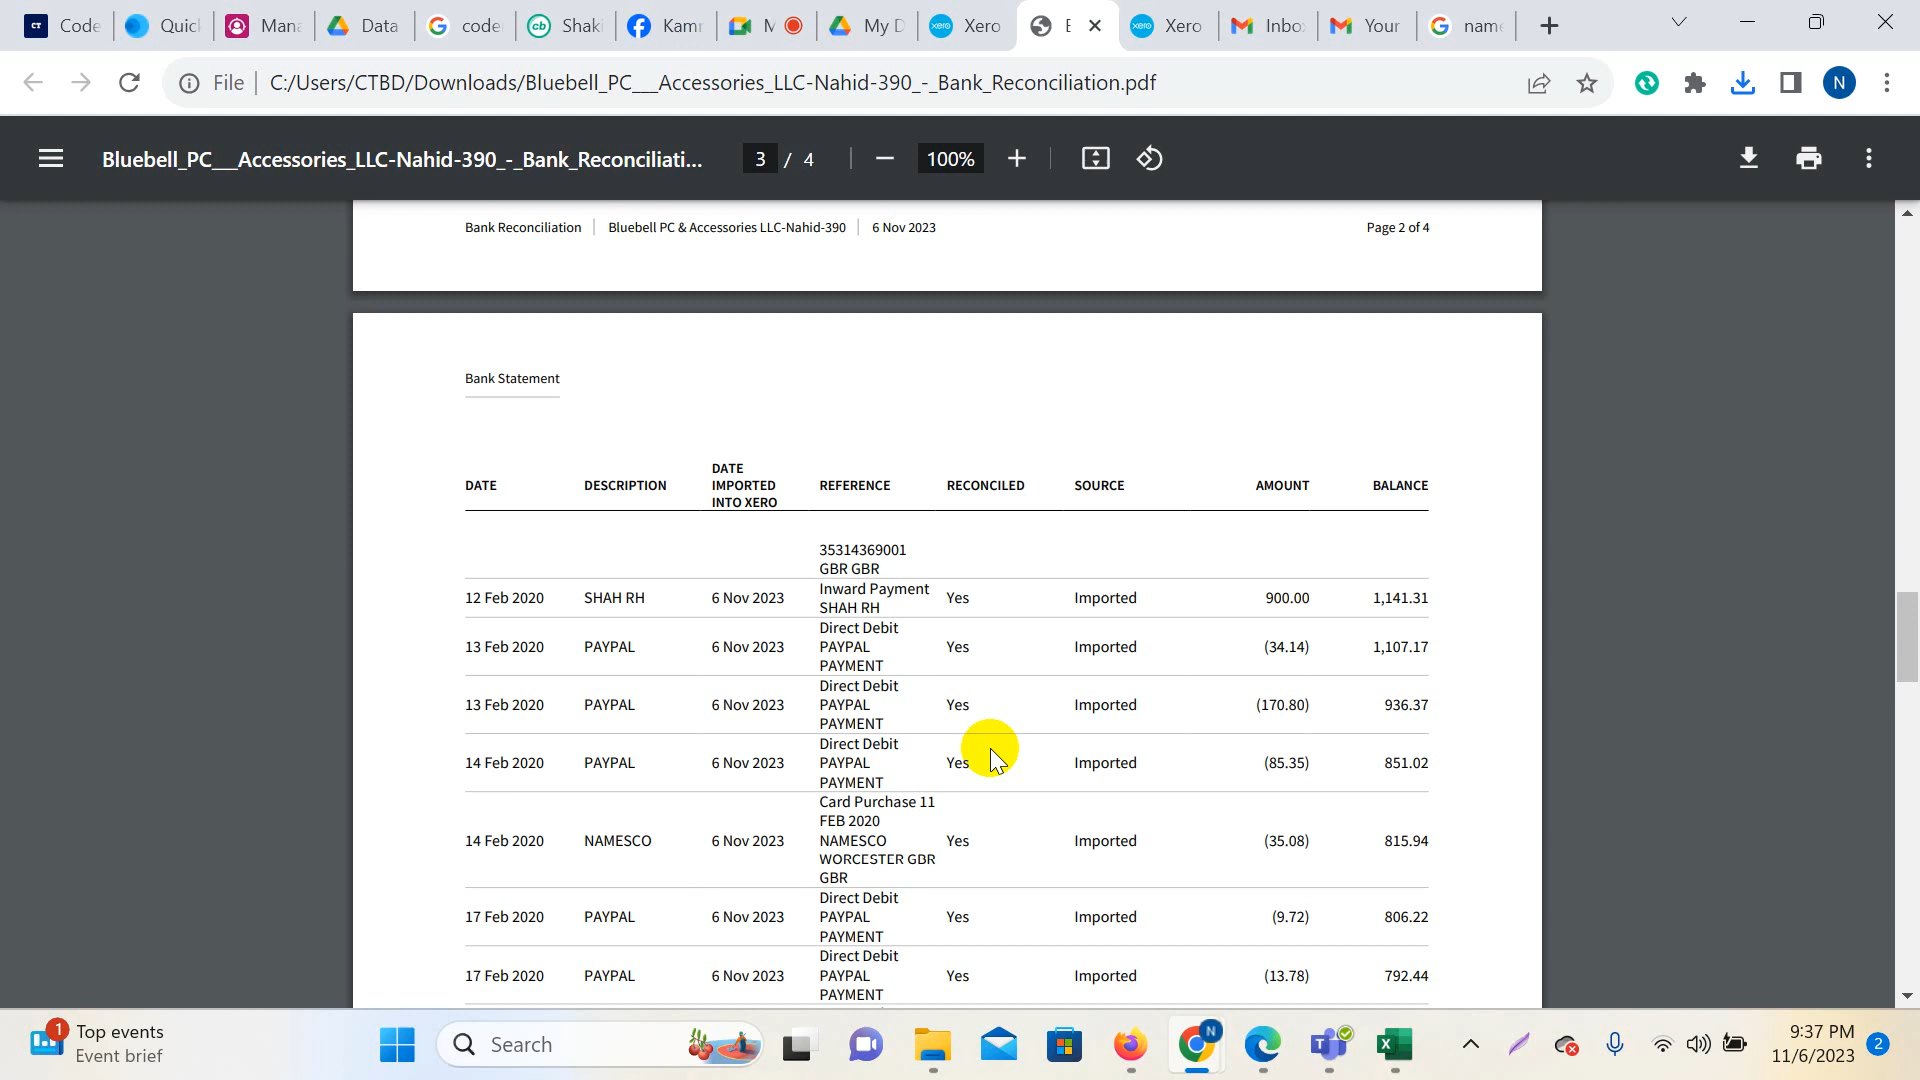 Code
Quick
Mana
Data
code
Shaki
Kamr
M
My D
Xero
E
Xero
Inbo
Your
name
File
C:/Users/CTBD/Downloads/Bluebell_PC___Accessories_LLC-Nahid-390_-_Bank_Reconciliation.pdf
N
Bluebell_PC___Accessories_LLC-Nahid-390_-_Bank_Reconciliati...
3 / 4
100%
Bank Reconciliation Bluebell PC & Accessories LLC-Nahid-390 6 Nov 2023 Page 2 of 4
Bank Statement
DATE DESCRIPTION DATE IMPORTED INTO XERO REFERENCE RECONCILED SOURCE AMOUNT BALANCE
35314369001
GBR GBR
12 Feb 2020 SHAH RH 6 Nov 2023 Inward Payment SHAH RH Yes Imported 900.00 1,141.31
13 Feb 2020 PAYPAL 6 Nov 2023 Direct Debit PAYPAL PAYMENT Yes Imported (34.14) 1,107.17
13 Feb 2020 PAYPAL 6 Nov 2023 Direct Debit PAYPAL PAYMENT Yes Imported (170.80) 936.37
14 Feb 2020 PAYPAL 6 Nov 2023 Direct Debit PAYPAL PAYMENT Yes Imported (85.35) 851.02
14 Feb 2020 NAMESCO 6 Nov 2023 Card Purchase 11 FEB 2020 NAMESCO WORCESTER GBR GBR Yes Imported (35.08) 815.94
17 Feb 2020 PAYPAL 6 Nov 2023 Direct Debit PAYPAL PAYMENT Yes Imported (9.72) 806.22
17 Feb 2020 PAYPAL 6 Nov 2023 Direct Debit PAYPAL PAYMENT Yes Imported (13.78) 792.44
1
Top events
Event brief
Search
N
9:37 PM
11/6/2023
2